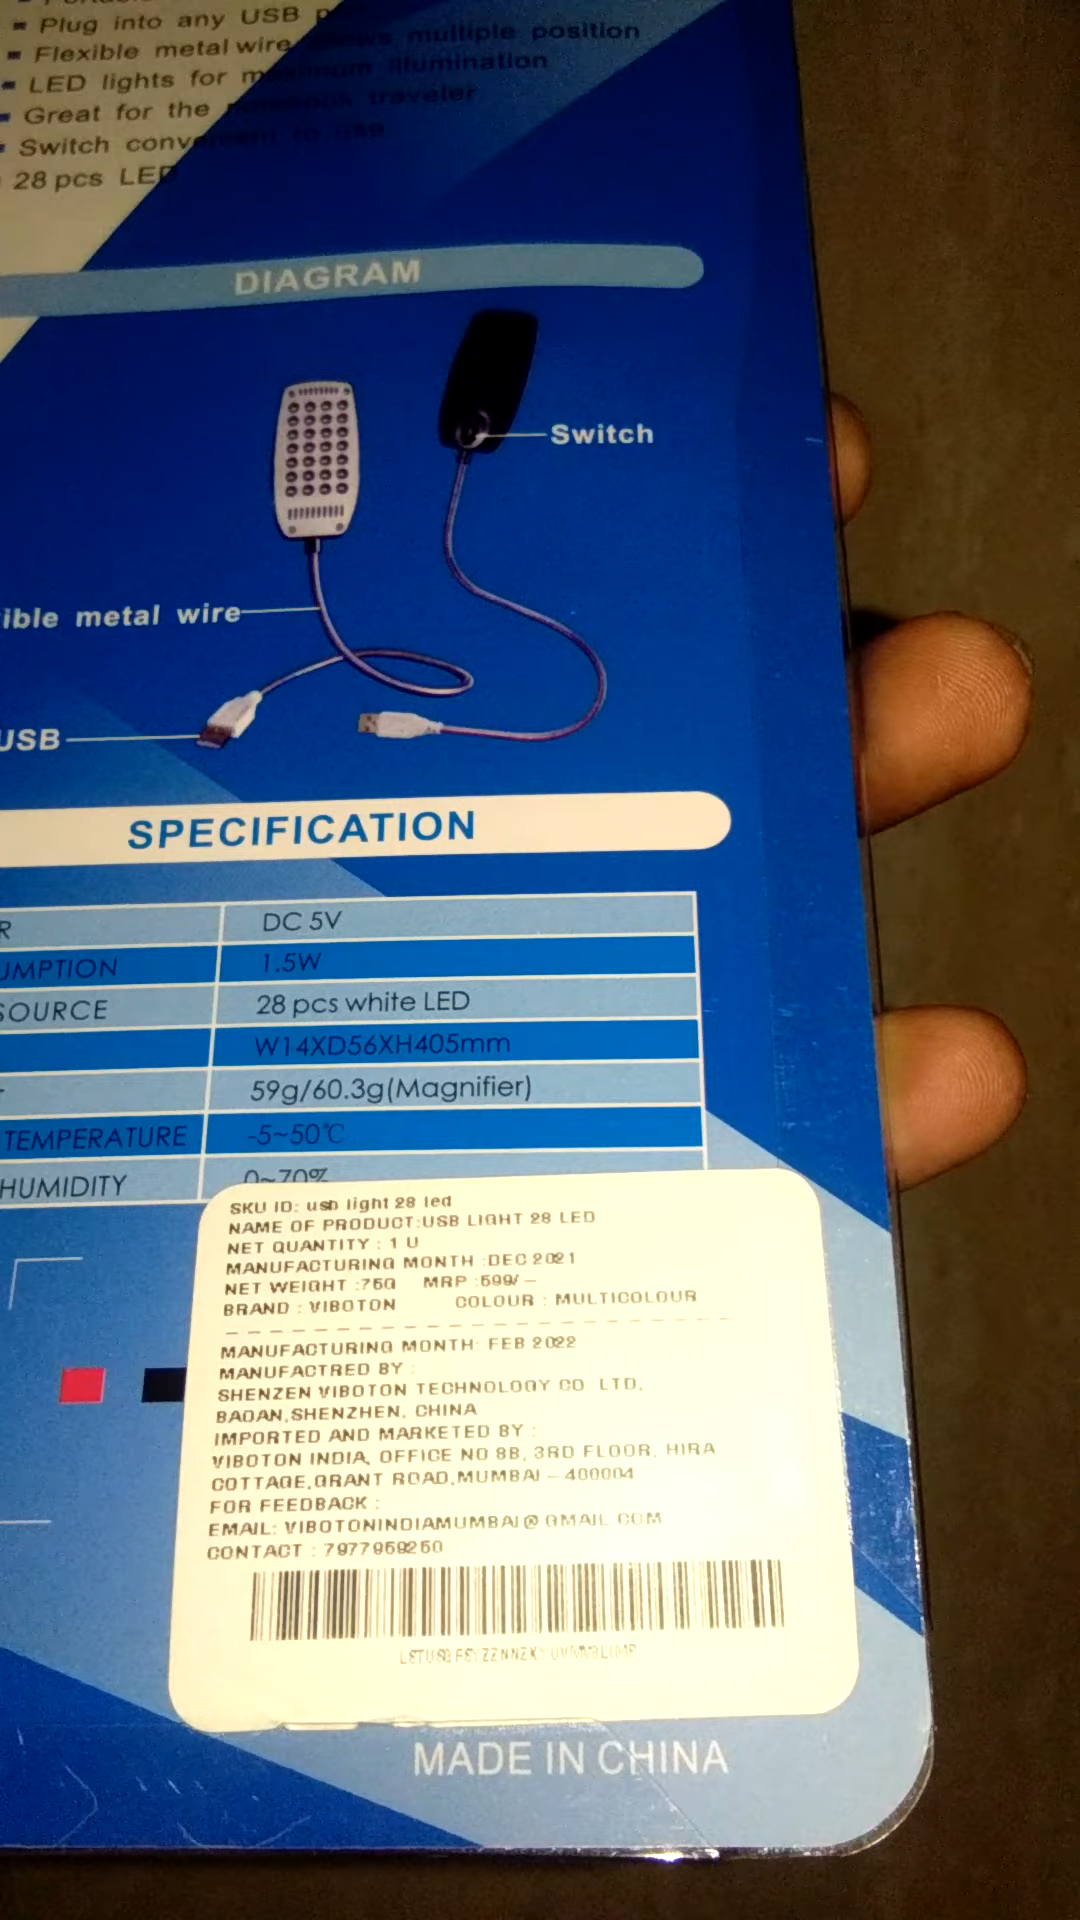 Plug into any USB
Flexible metal wire allows multiple position
LED lights for maximum illumination
Great for the notebook traveler
Switch convenient to use
28 pcs LED
DIAGRAM
Switch
ible metal wire
USB
SPECIFICATION
R DC 5V
UMPTION 1.5W
SOURCE 28 pcs white LED
W14XD56XH405mm
59g/60.3g(Magnifier)
TEMPERATURE -5~50℃
HUMIDITY 0~70%
SKU ID: usb light 28 led
NAME OF PRODUCT:USB LIGHT 28 LED
NET QUANTITY : 1 U
MANUFACTURING MONTH :DEC 2021
NET WEIGHT :75G MRP :599/-
BRAND : VIBOTON COLOUR : MULTICOLOUR
MANUFACTURING MONTH: FEB 2022
MANUFACTRED BY :
SHENZEN VIBOTON TECHNOLOGY CO LTD.
BAOAN,SHENZHEN, CHINA
IMPORTED AND MARKETED BY :
VIBOTON INDIA, OFFICE NO 8B, 3RD FLOOR, HIRA
COTTAGE,GRANT ROAD,MUMBAI - 400004
FOR FEEDBACK :
EMAIL: VIBOTONINDIAMUMBAI@GMAIL.COM
CONTACT : 7977959250
MADE IN CHINA